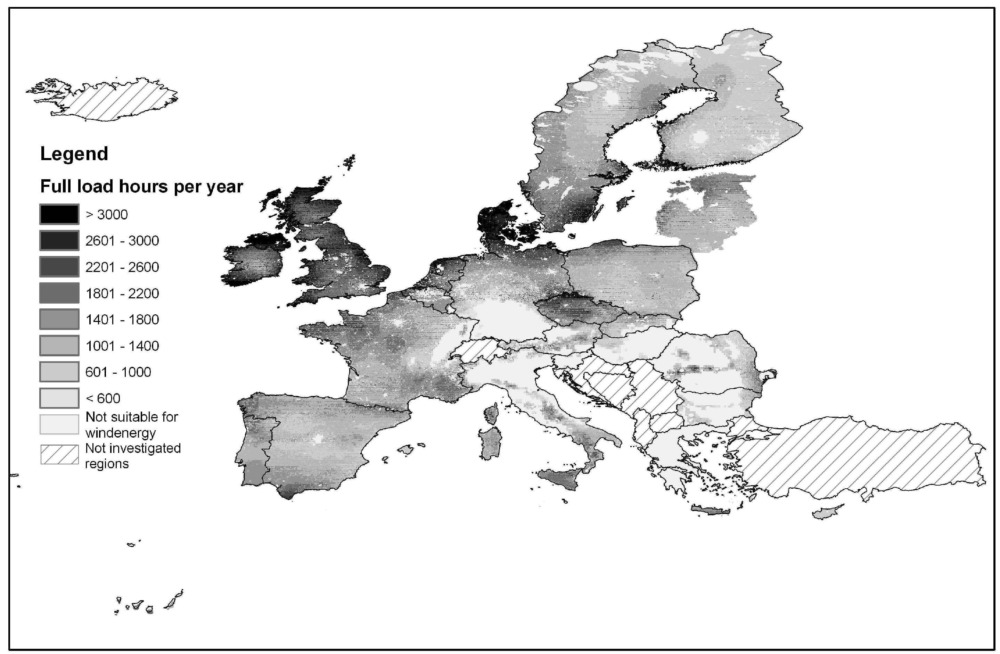 Legend
Full load hours per year
> 3000
2601 - 3000
2201 - 2600
1801 - 2200
1401 - 1800
1001 - 1400
601 - 1000
< 600
Not suitable for
windenergy
Not investigated
regions